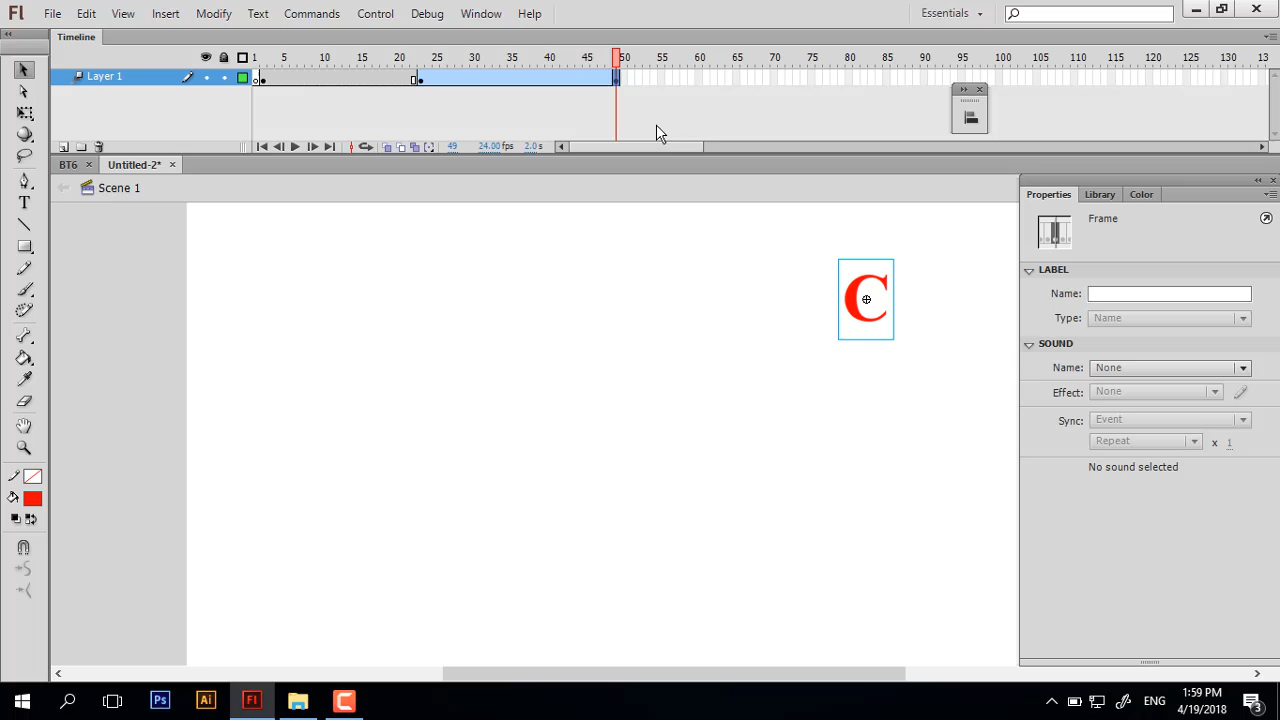 Fl File Edit View Insert Modify Text Commands Control Debug Window Help Essentials
Timeline
1 5 10 15 20 25 30 35 40 45 50 55 60 65 70 75 80 85 90 95 100 105 110 115 120 125 130 13
Layer 1
49 24.00 fps 2.0 s
BT6 Untitled-2*
Scene 1
Properties Library Color
Frame
LABEL
Name:
Type: Name
SOUND
Name: None
Effect: None
Sync: Event
Repeat x 1
No sound selected
C
T
Ps Ai Fl C
ENG
1:59 PM
4/19/2018
3